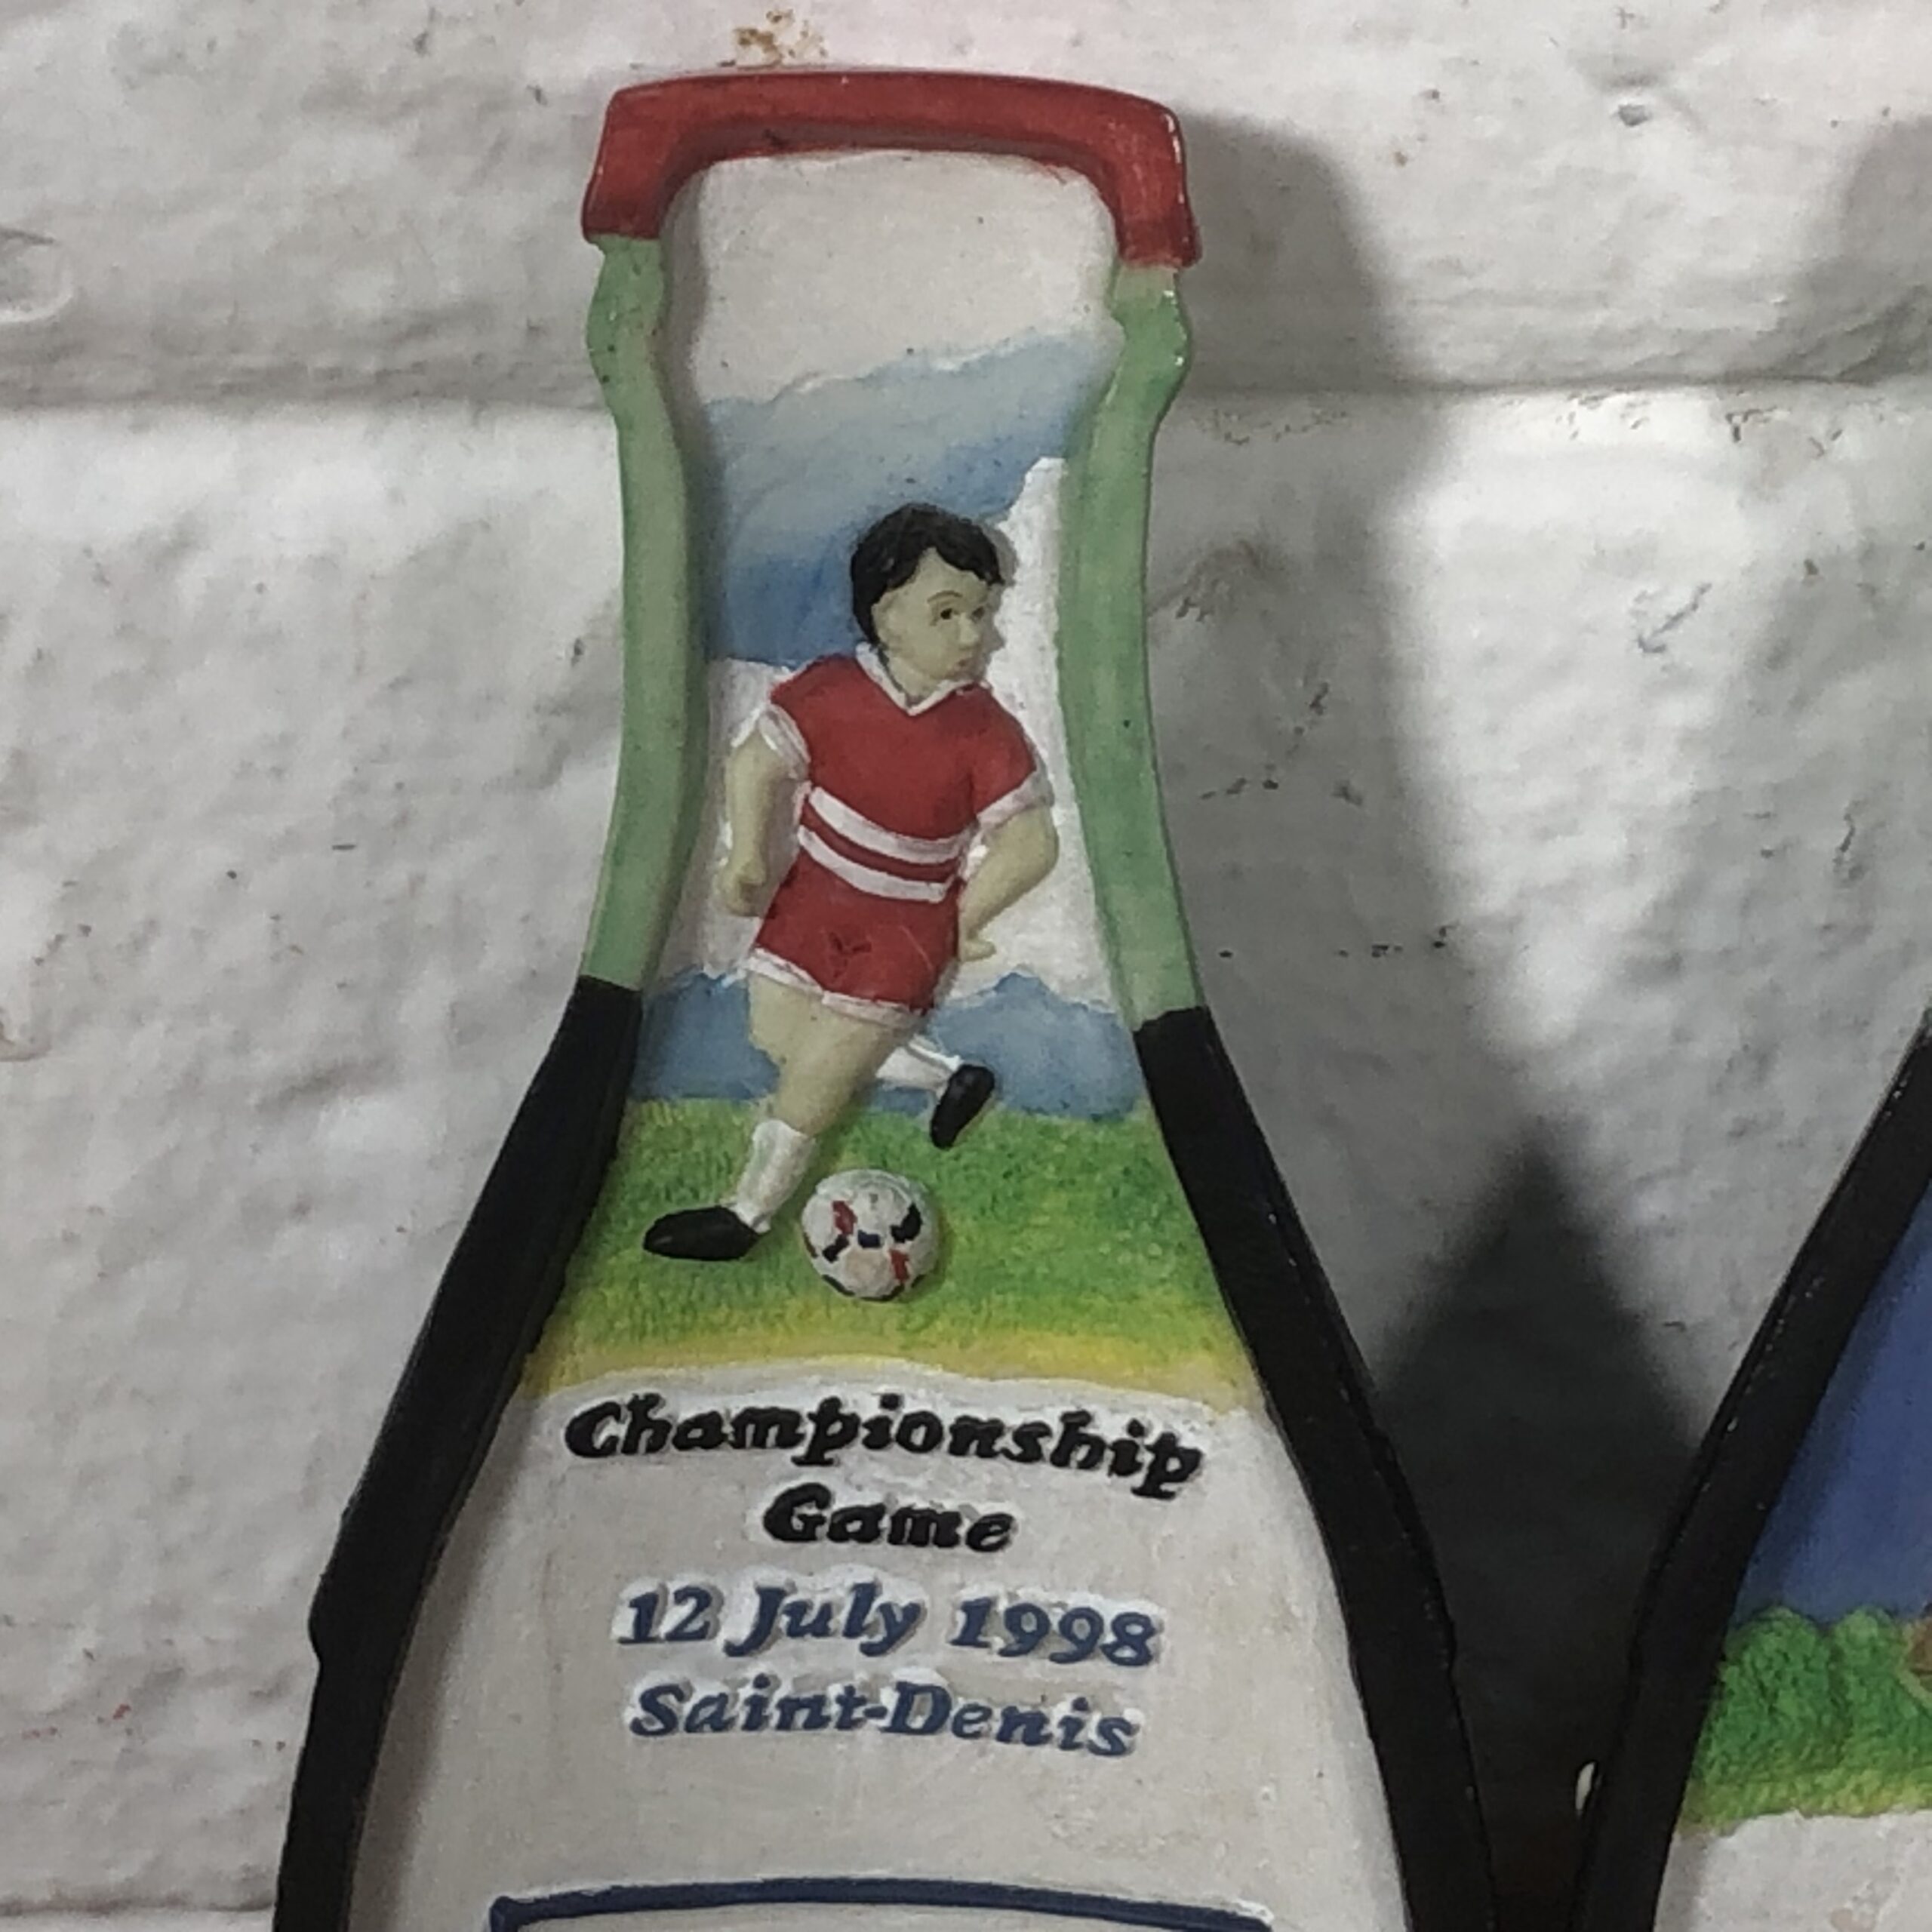 Championship
Game
12 July 1998
Saint-Denis